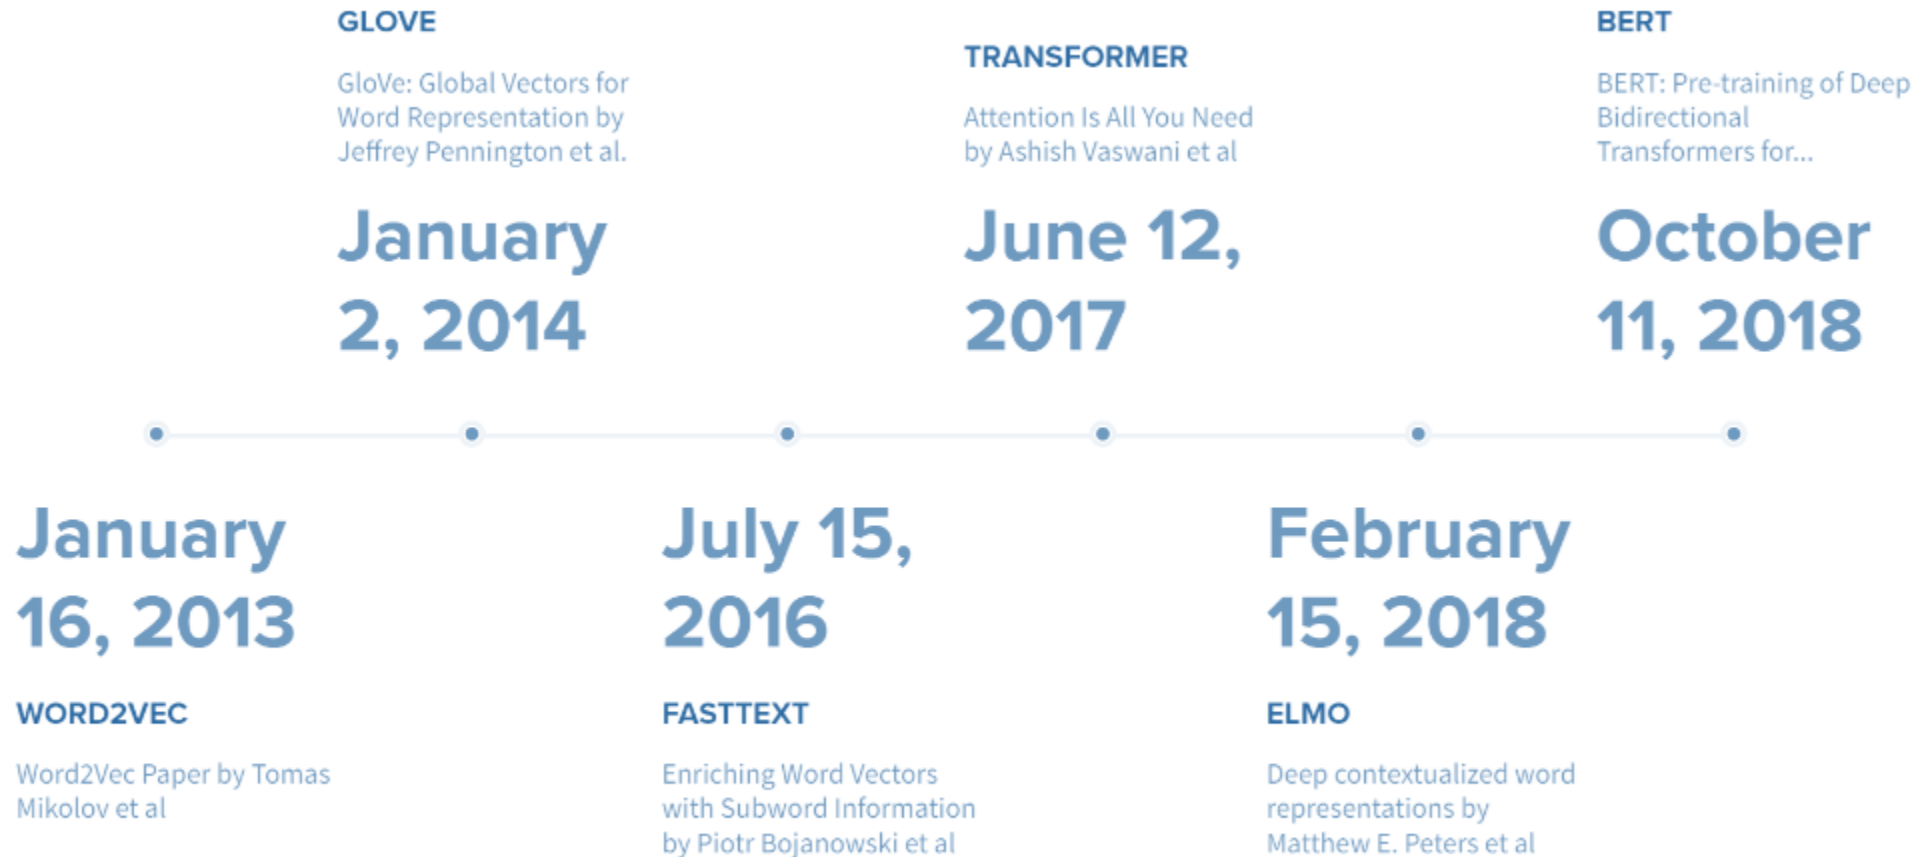 GLOVE
GloVe: Global Vectors for
Word Representation by
Jeffrey Pennington et al.
January
2, 2014
TRANSFORMER
Attention Is All You Need
by Ashish Vaswani et al
June 12,
2017
BERT
BERT: Pre-training of Deep
Bidirectional
Transformers for...
October
11, 2018
January
16, 2013
WORD2VEC
Word2Vec Paper by Tomas
Mikolov et al
July 15,
2016
FASTTEXT
Enriching Word Vectors
with Subword Information
by Piotr Bojanowski et al
February
15, 2018
ELMO
Deep contextualized word
representations by
Matthew E. Peters et al